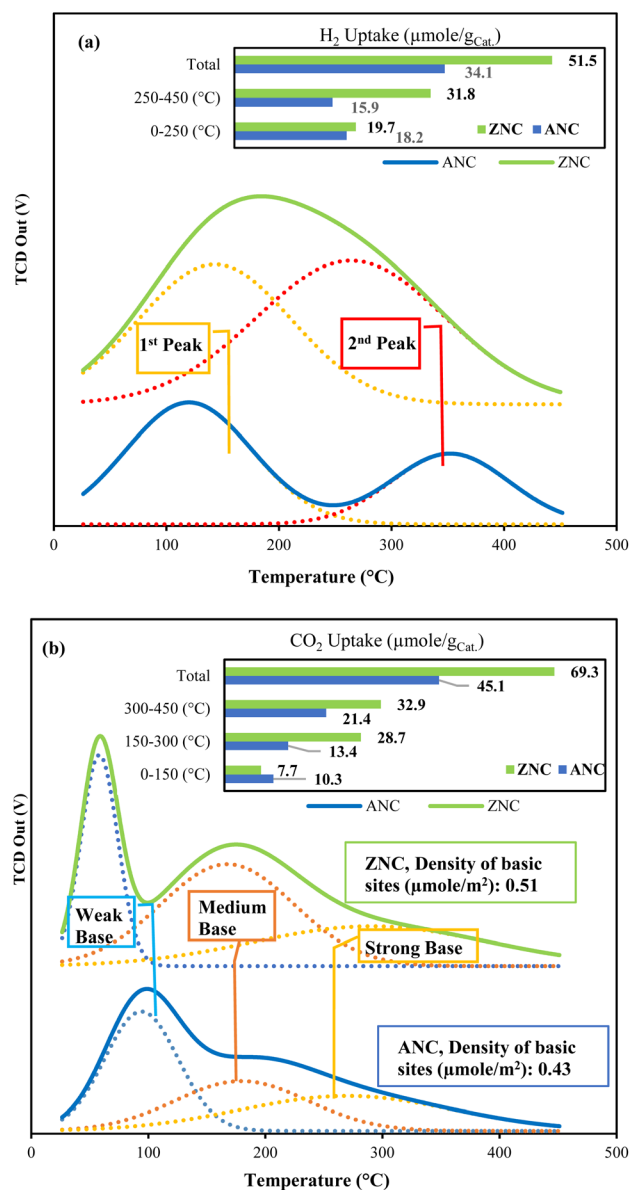 (a)
H2 Uptake (µmole/gCat.)
Total
51.5
34.1
250-450 (°C)
31.8
15.9
0-250 (°C)
19.7
18.2
ZNC
ANC
ANC
ZNC
TCD Out (V)
1st Peak
2nd Peak
0
100
200
300
400
500
Temperature (°C)
(b)
CO2 Uptake (µmole/gCat.)
Total
69.3
45.1
300-450 (°C)
32.9
21.4
150-300 (°C)
28.7
13.4
0-150 (°C)
7.7
10.3
ZNC
ANC
ANC
ZNC
TCD Out (V)
ZNC, Density of basic
sites (µmole/m2): 0.51
Weak
Base
Medium
Base
Strong Base
ANC, Density of basic
sites (µmole/m2): 0.43
0
100
200
300
400
500
Temperature (°C)